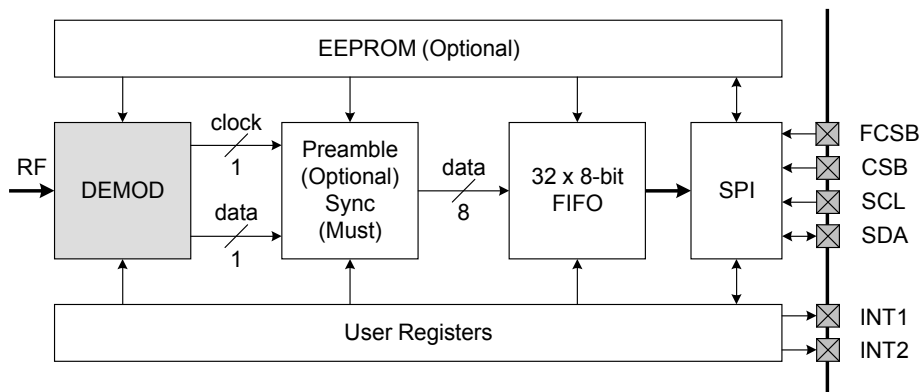 EEPROM (Optional)
RF
DEMOD
clock
1
data
1
Preamble
(Optional)
Sync
(Must)
data
8
32 x 8-bit
FIFO
SPI
FCSB
CSB
SCL
SDA
User Registers
INT1
INT2